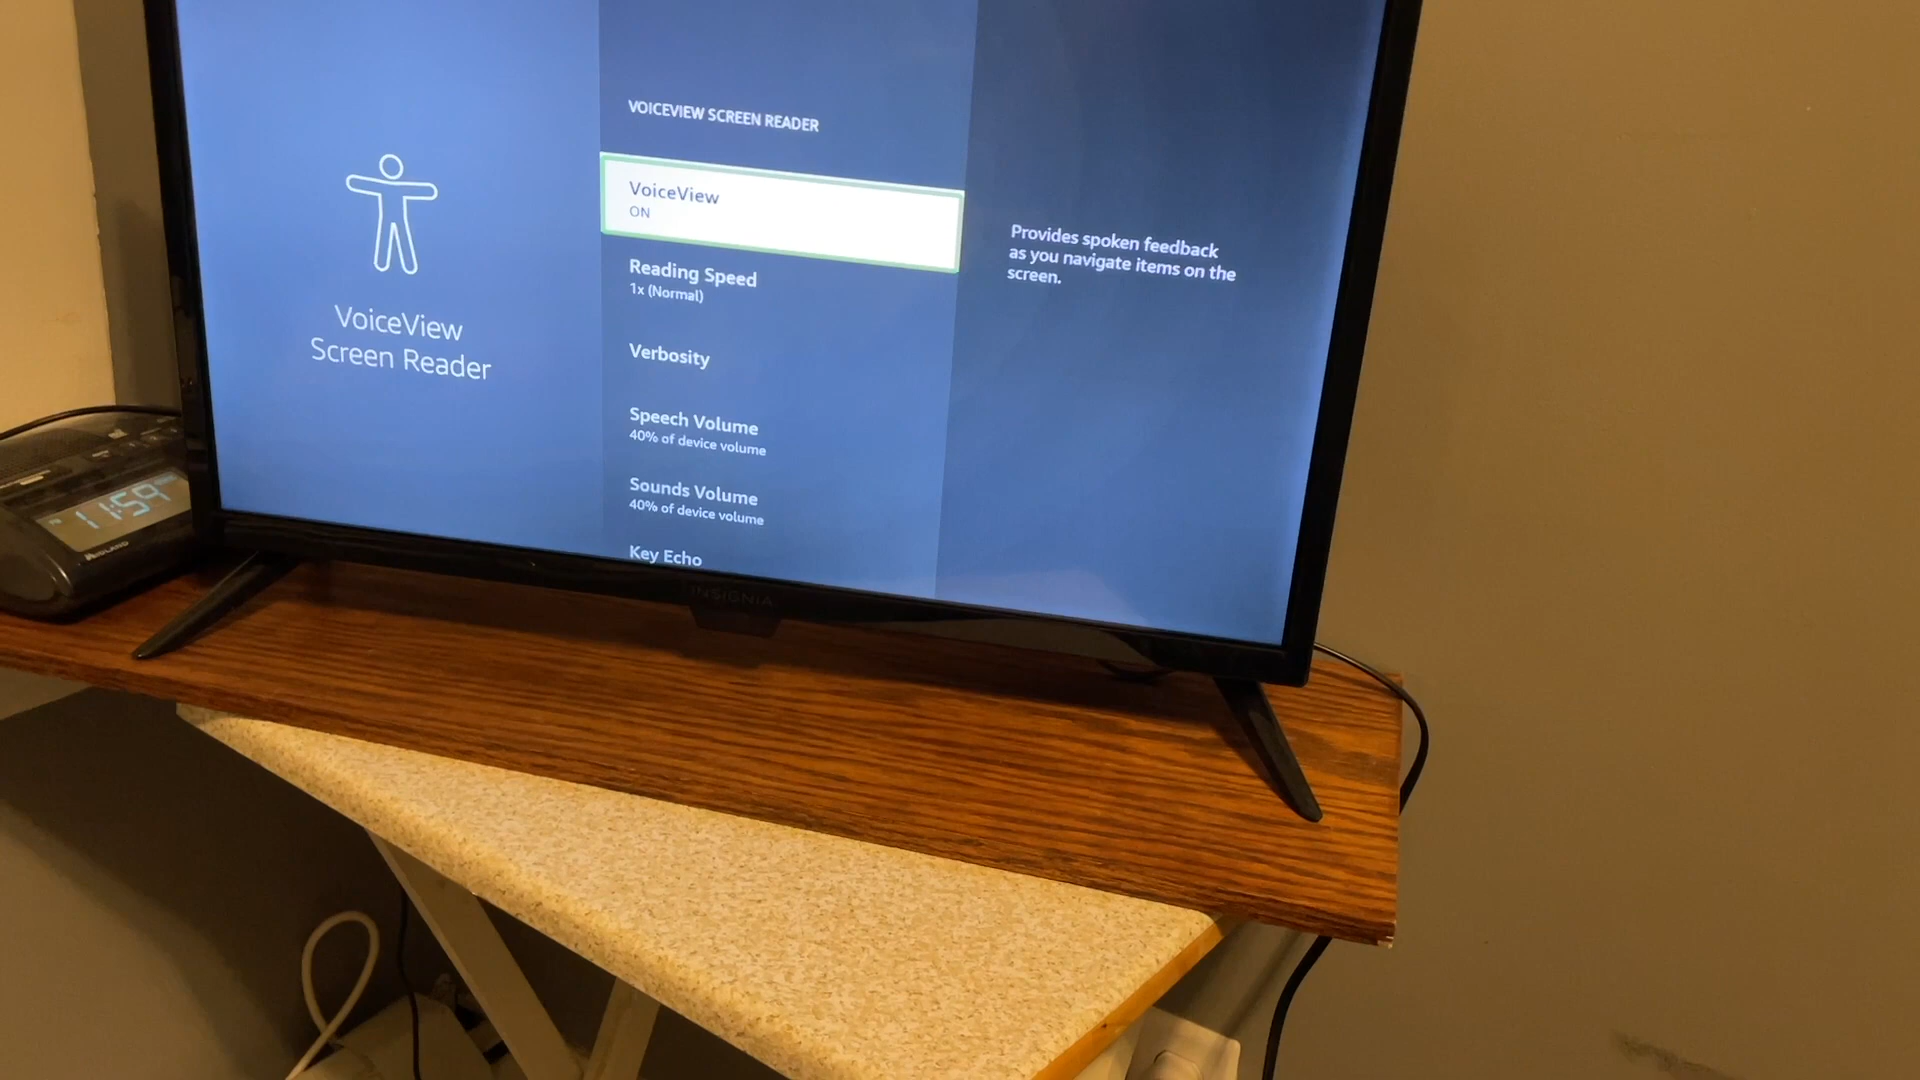 VOICEVIEW SCREEN READER
VoiceView
ON
Reading Speed
1x (Normal)
Verbosity
Speech Volume
40% of device volume
Sounds Volume
40% of device volume
Key Echo
VoiceView
Screen Reader
Provides spoken feedback
as you navigate items on the
screen.
11:59
MIDLAND
INSIGNIA